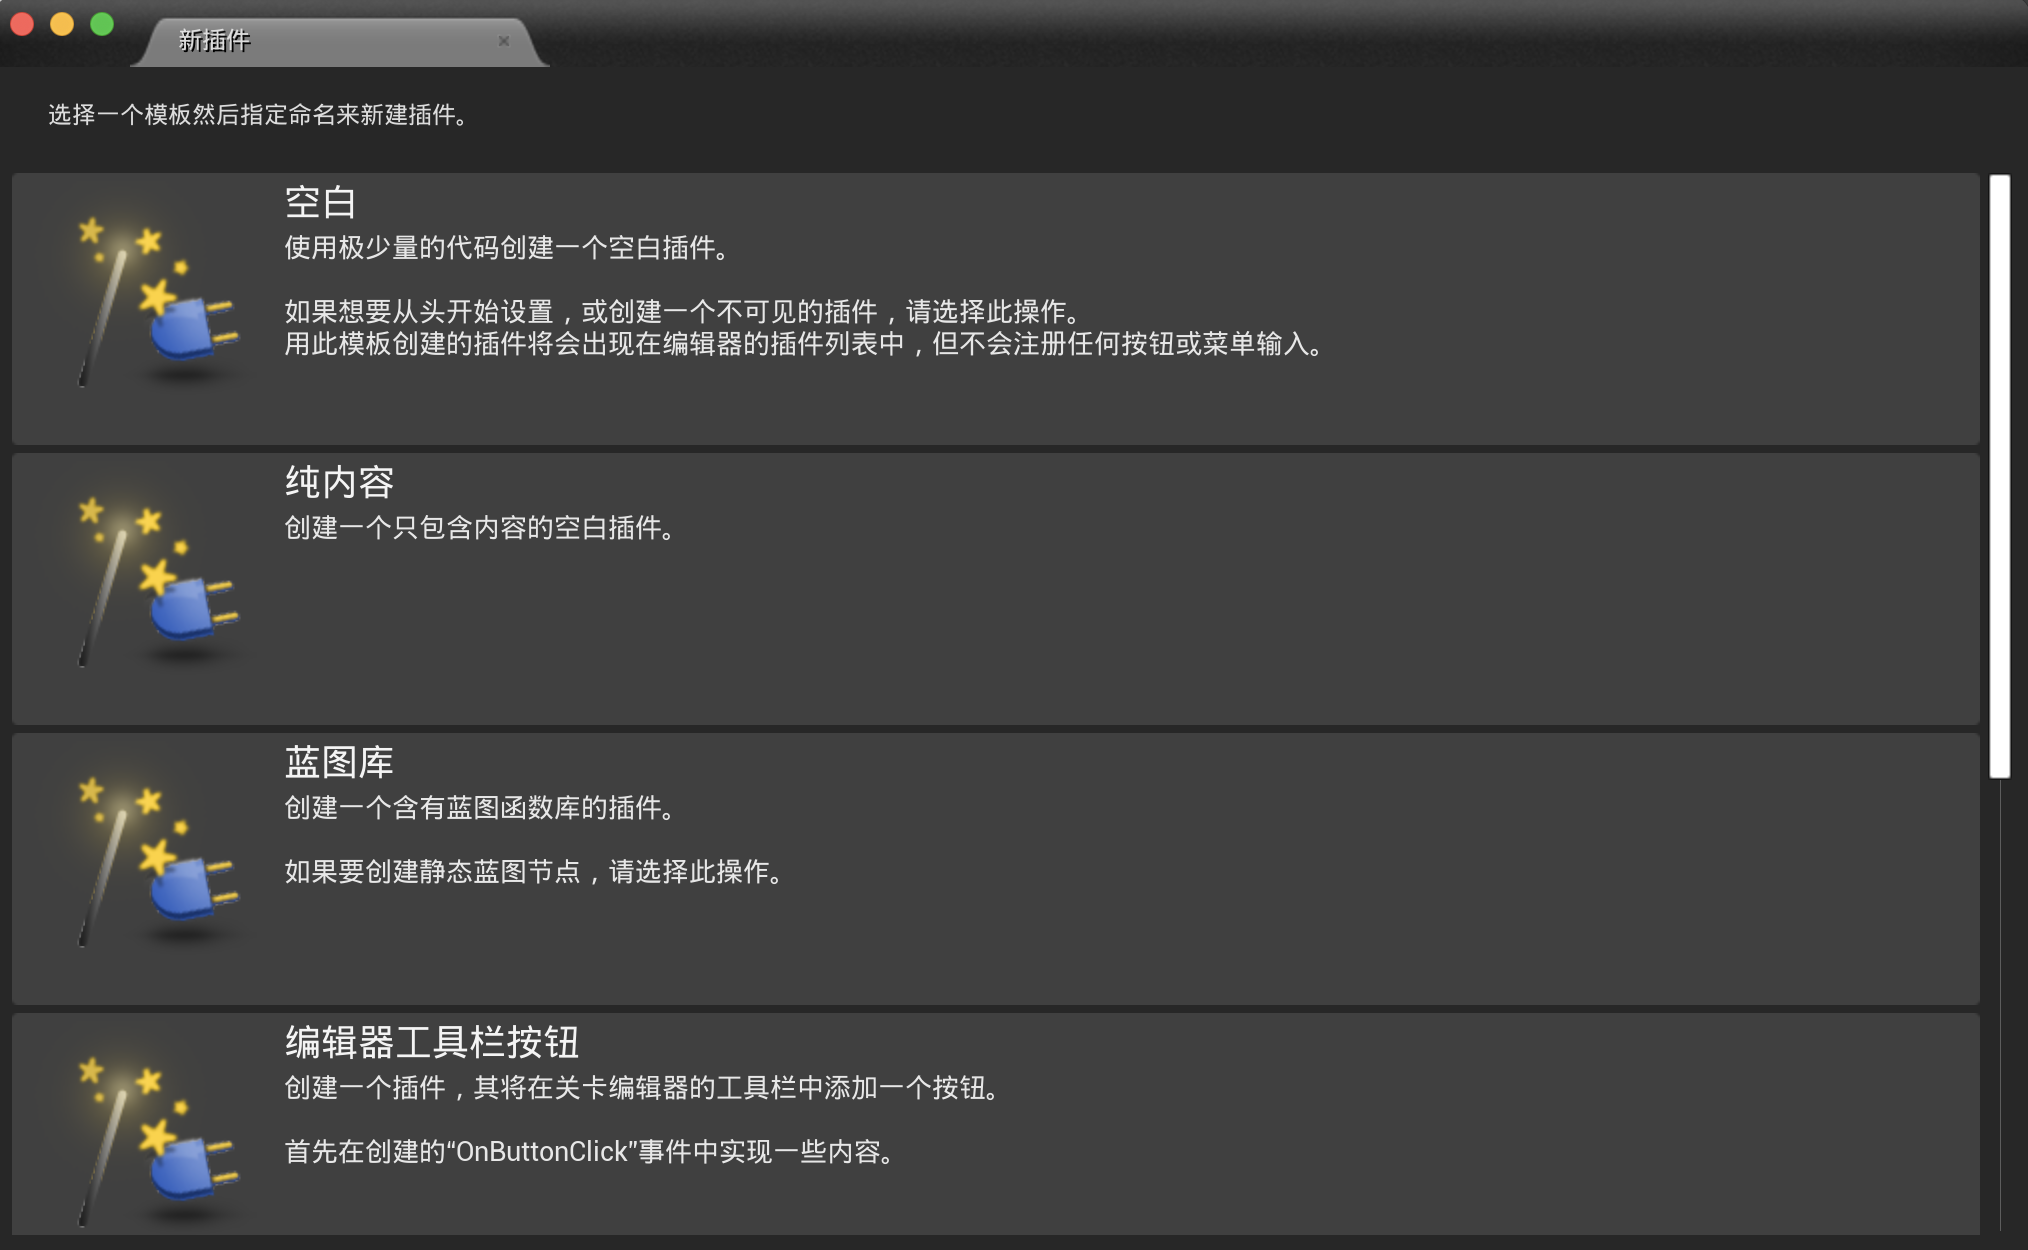 新插件
选择一个模板然后指定命名来新建插件。
空白
使用极少量的代码创建一个空白插件。
如果想要从头开始设置，或创建一个不可见的插件，请选择此操作。
用此模板创建的插件将会出现在编辑器的插件列表中，但不会注册任何按钮或菜单输入。
纯内容
创建一个只包含内容的空白插件。
蓝图库
创建一个含有蓝图函数库的插件。
如果要创建静态蓝图节点，请选择此操作。
编辑器工具栏按钮
创建一个插件，其将在关卡编辑器的工具栏中添加一个按钮。
首先在创建的“OnButtonClick”事件中实现一些内容。